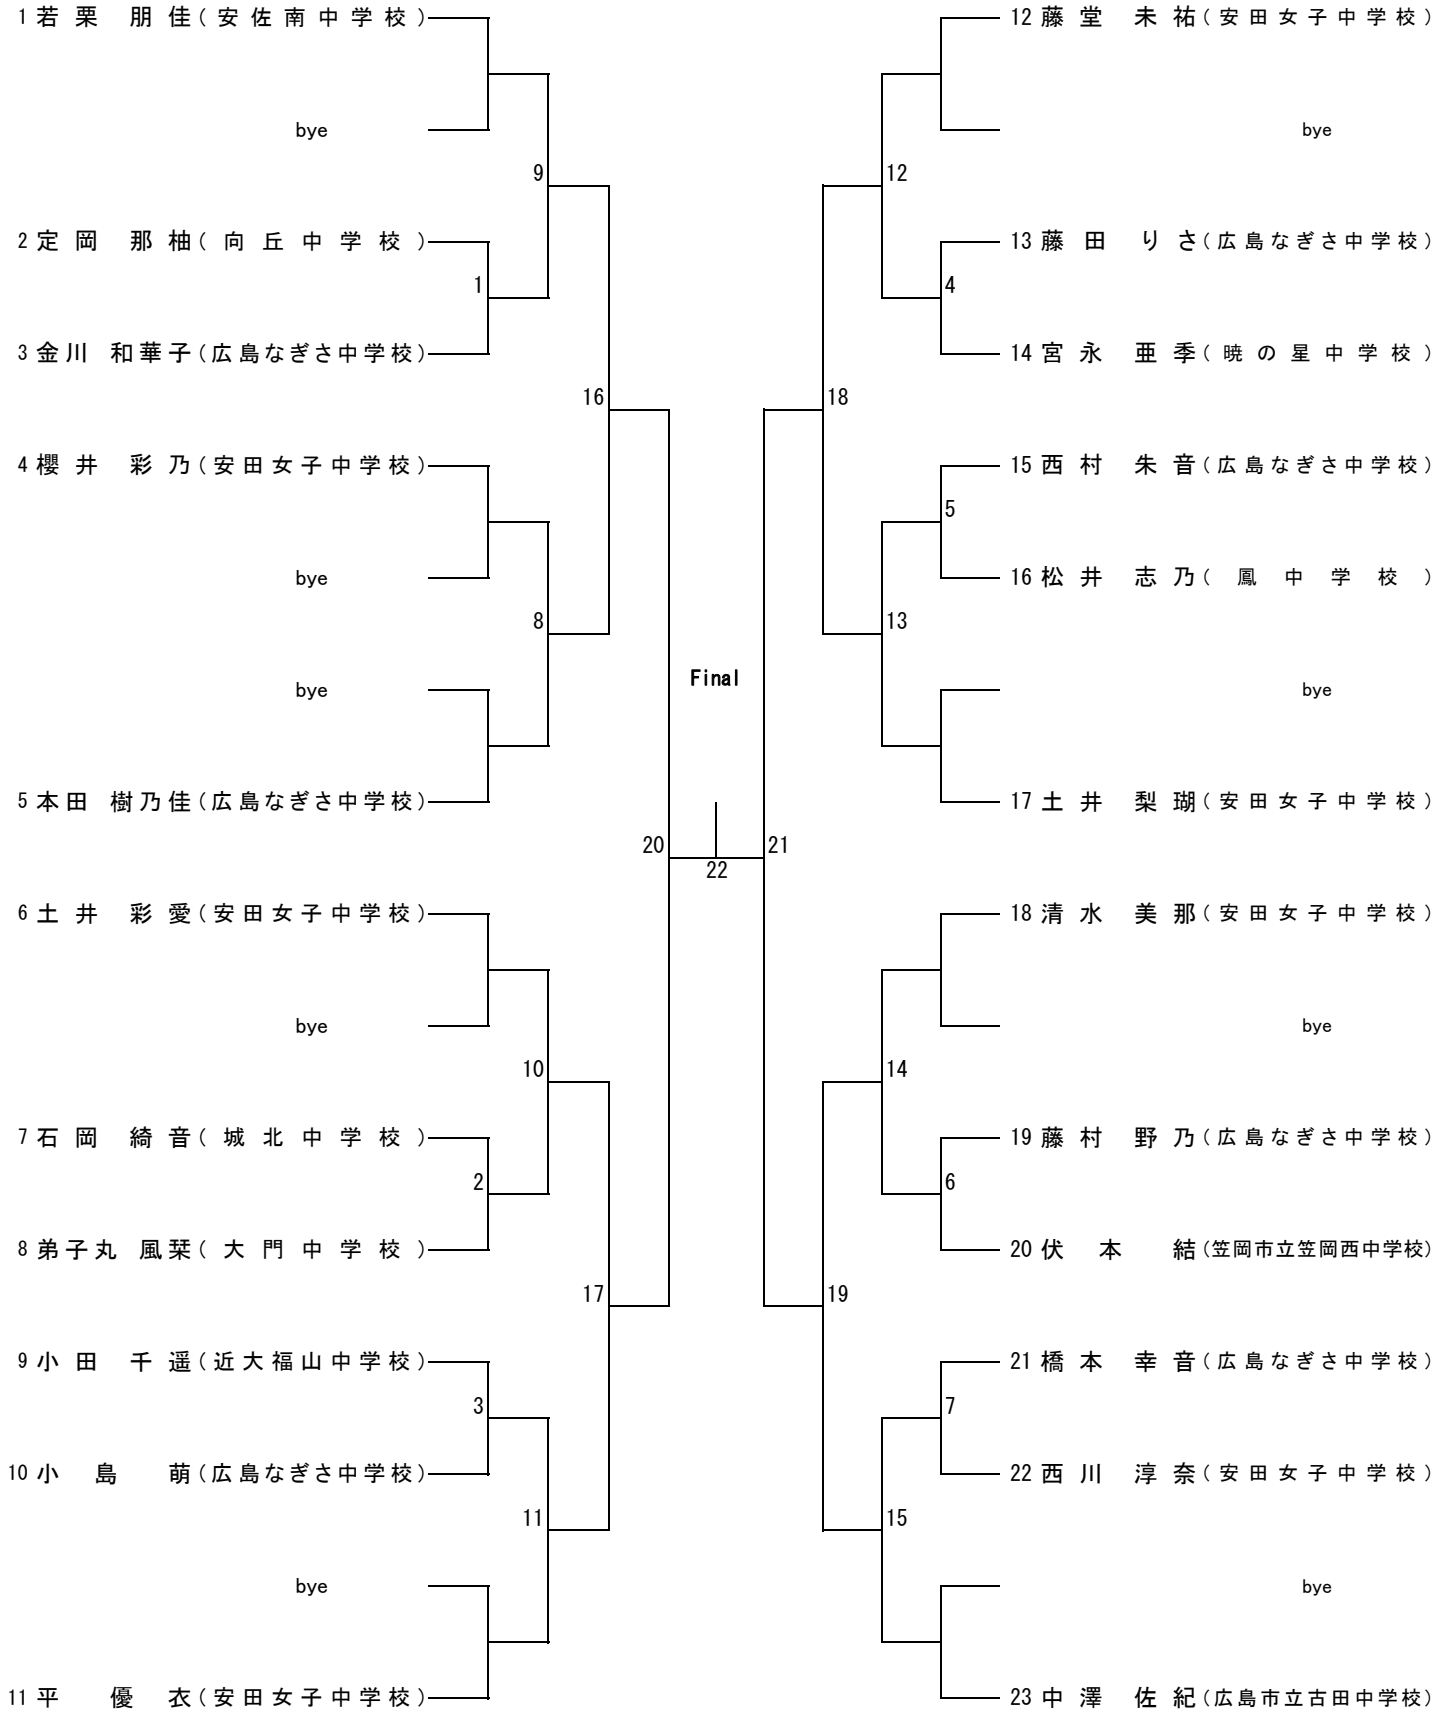 1 若栗 朋佳(安佐南中学校)
bye
9
2 定岡 那柚(向丘中学校)
1
3 金川 和華子(広島なぎさ中学校)
16
4 櫻井 彩乃(安田女子中学校)
bye
8
bye
5 本田 樹乃佳(広島なぎさ中学校)
20
6 土井 彩愛(安田女子中学校)
bye
10
7 石岡 綺音(城北中学校)
2
8 弟子丸 風栞(大門中学校)
17
9 小田 千遥(近大福山中学校)
3
10 小島 萌(広島なぎさ中学校)
11
bye
11 平 優衣(安田女子中学校)
Final
22
12 藤堂 未祐(安田女子中学校)
bye
12
13 藤田 りさ(広島なぎさ中学校)
4
14 宮永 亜季(暁の星中学校)
18
15 西村 朱音(広島なぎさ中学校)
5
16 松井 志乃(鳳中学校)
13
bye
17 土井 梨瑚(安田女子中学校)
21
18 清水 美那(安田女子中学校)
bye
14
19 藤村 野乃(広島なぎさ中学校)
6
20 伏本 結(笠岡市立笠岡西中学校)
19
21 橋本 幸音(広島なぎさ中学校)
7
22 西川 淳奈(安田女子中学校)
15
bye
23 中澤 佐紀(広島市立古田中学校)